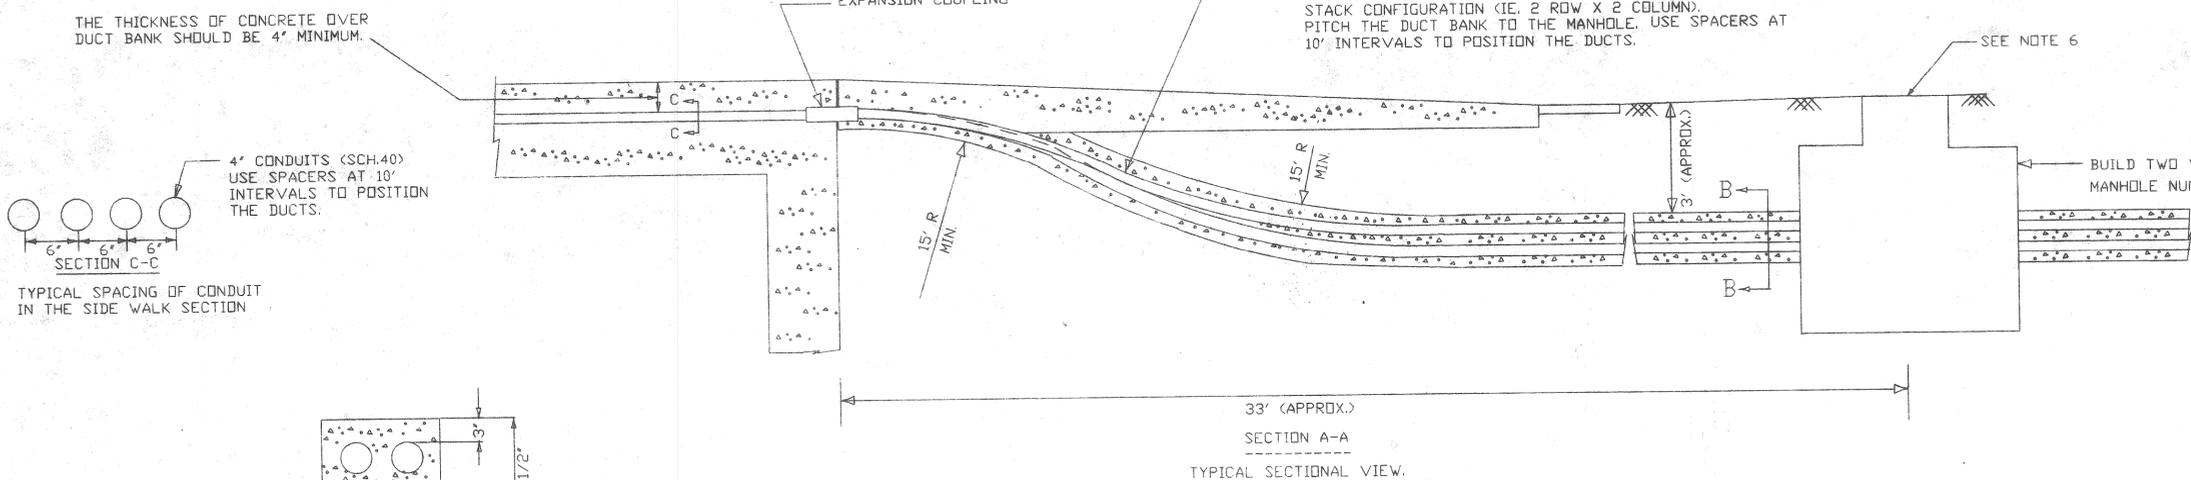 THE THICKNESS OF CONCRETE OVER
DUCT BANK SHOULD BE 4" MINIMUM.
EXPANSION COUPLING
STACK CONFIGURATION (IE. 2 ROW X 2 COLUMN).
PITCH THE DUCT BANK TO THE MANHOLE. USE SPACERS AT
10' INTERVALS TO POSITION THE DUCTS.
SEE NOTE 6
C
C
4" CONDUITS (SCH.40)
USE SPACERS AT 10'
INTERVALS TO POSITION
THE DUCTS.
6" 6" 6"
SECTION C-C
TYPICAL SPACING OF CONDUIT
IN THE SIDE WALK SECTION
15' R
MIN.
15' R
MIN.
3' (APPROX.)
B
B
BUILD TWO
MANHOLE
33' (APPROX.)
SECTION A-A
TYPICAL SECTIONAL VIEW.
3"
1/2"